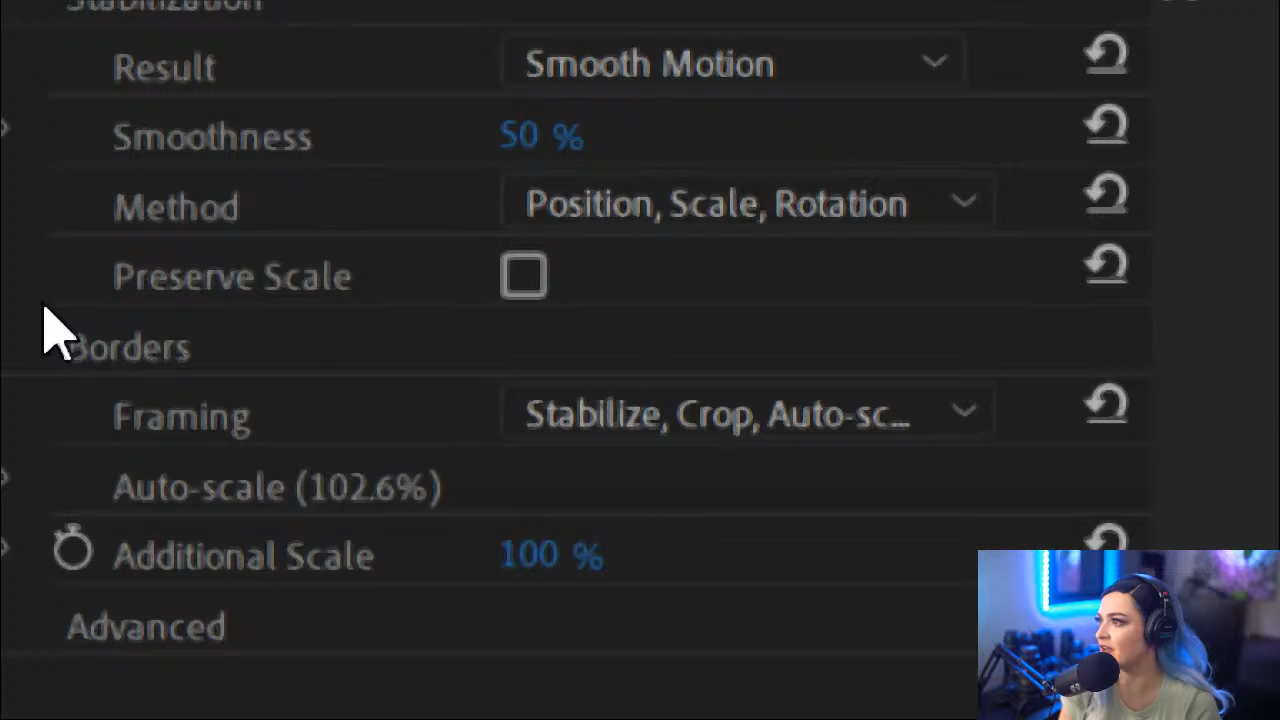 Stabilization
Result Smooth Motion
Smoothness 50 %
Method Position, Scale, Rotation
Preserve Scale
Borders
Framing Stabilize, Crop, Auto-sc...
Auto-scale (102.6%)
Additional Scale 100 %
Advanced